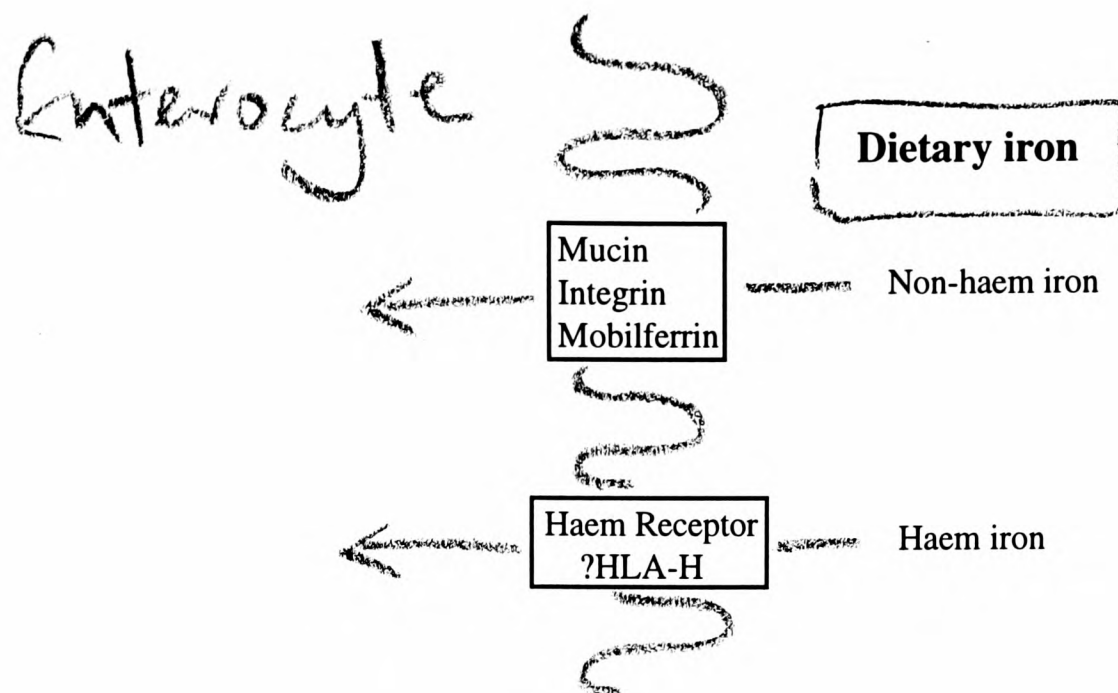 Enterocyte
Dietary iron
Mucin
Integrin
Mobilferrin
Non-haem iron
Haem Receptor
?HLA-H
Haem iron